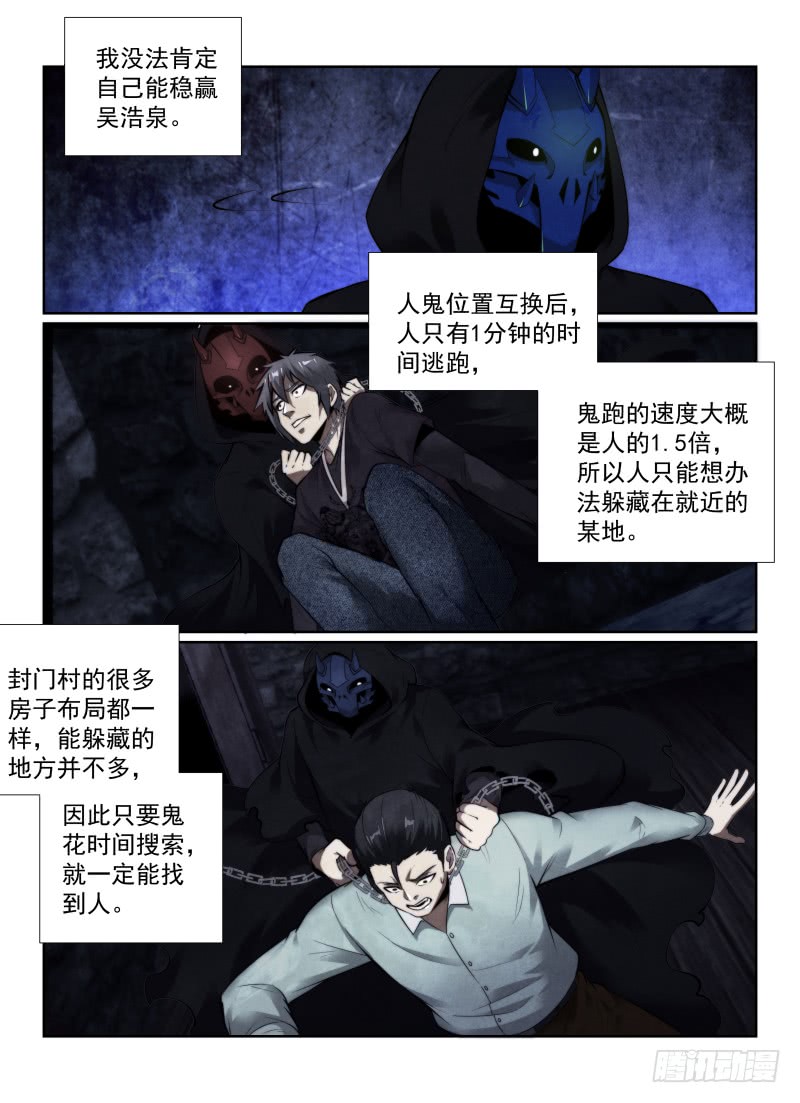 我没法肯定
自己能稳赢
吴浩泉。
人鬼位置互换后，
人只有1分钟的时
间逃跑，
鬼跑的速度大概
是人的1.5倍，
所以人只能想办
法躲藏在就近的
某地。
封门村的很多
房子布局都一
样，能躲藏的
地方并不多，
因此只要鬼
花时间搜索，
就一定能找
到人。
腾讯动漫